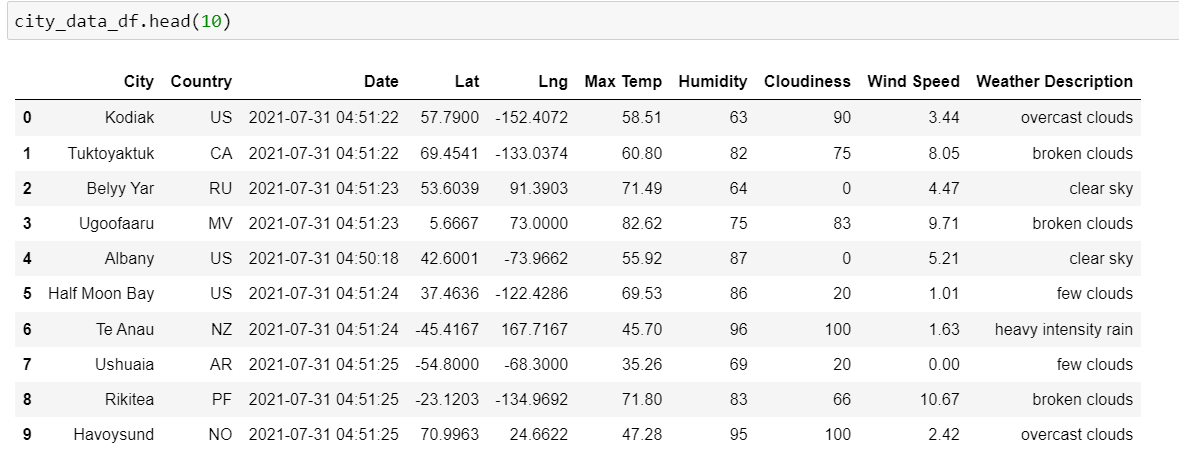 city_data_df.head(10)
City Country Date Lat Lng Max Temp Humidity Cloudiness Wind Speed Weather Description
0 Kodiak US 2021-07-31 04:51:22 57.7900 -152.4072 58.51 63 90 3.44 overcast clouds
1 Tuktoyaktuk CA 2021-07-31 04:51:22 69.4541 -133.0374 60.80 82 75 8.05 broken clouds
2 Belyy Yar RU 2021-07-31 04:51:23 53.6039 91.3903 71.49 64 0 4.47 clear sky
3 Ugoofaaru MV 2021-07-31 04:51:23 5.6667 73.0000 82.62 75 83 9.71 broken clouds
4 Albany US 2021-07-31 04:50:18 42.6001 -73.9662 55.92 87 0 5.21 clear sky
5 Half Moon Bay US 2021-07-31 04:51:24 37.4636 -122.4286 69.53 86 20 1.01 few clouds
6 Te Anau NZ 2021-07-31 04:51:24 -45.4167 167.7167 45.70 96 100 1.63 heavy intensity rain
7 Ushuaia AR 2021-07-31 04:51:25 -54.8000 -68.3000 35.26 69 20 0.00 few clouds
8 Rikitea PF 2021-07-31 04:51:25 -23.1203 -134.9692 71.80 83 66 10.67 broken clouds
9 Havoysund NO 2021-07-31 04:51:25 70.9963 24.6622 47.28 95 100 2.42 overcast clouds